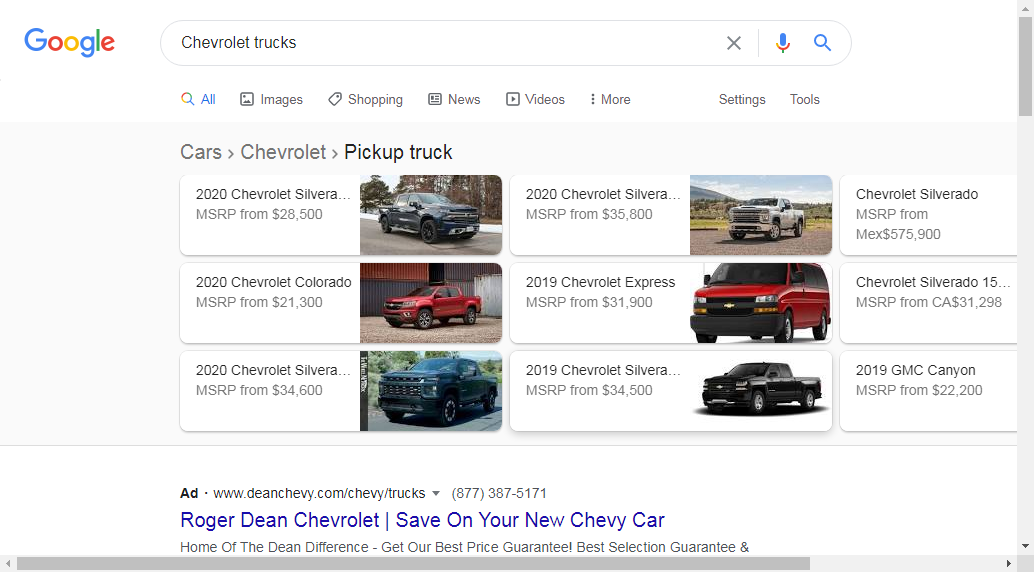 Google
Chevrolet trucks
All Images Shopping News Videos More Settings Tools
Cars › Chevrolet › Pickup truck
2020 Chevrolet Silvera...
MSRP from $28,500
2020 Chevrolet Silvera...
MSRP from $35,800
Chevrolet Silverado
MSRP from
Mex$575,900
2020 Chevrolet Colorado
MSRP from $21,300
2019 Chevrolet Express
MSRP from $31,900
Chevrolet Silverado 15...
MSRP from CA$31,298
2020 Chevrolet Silvera...
MSRP from $34,600
2019 Chevrolet Silvera...
MSRP from $34,500
2019 GMC Canyon
MSRP from $22,200
Ad · www.deanchevy.com/chevy/trucks (877) 387-5171
Roger Dean Chevrolet | Save On Your New Chevy Car
Home Of The Dean Difference - Get Our Best Price Guarantee! Best Selection Guarantee &